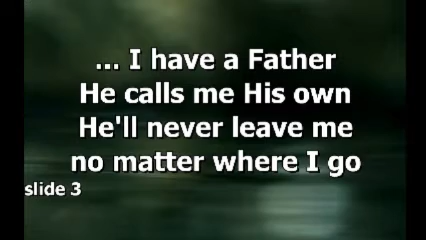 ... I have a Father
He calls me His own
He'll never leave me
no matter where I go
slide 3